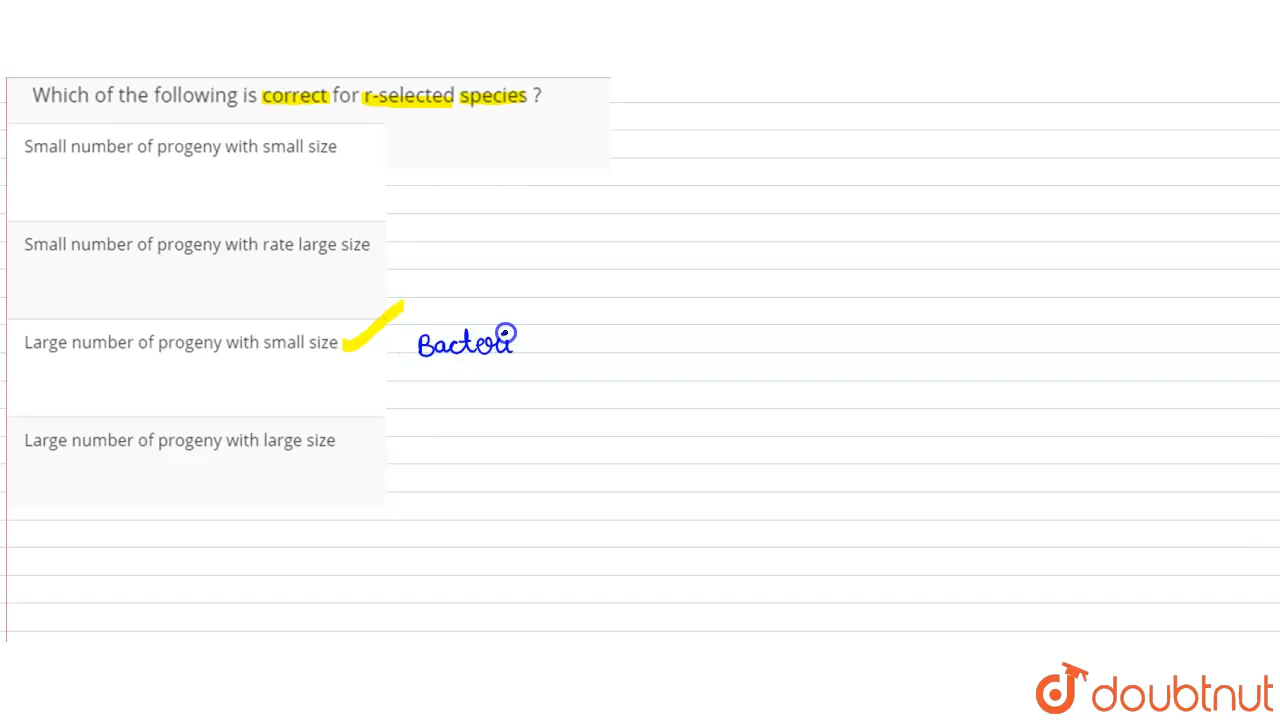 Which of the following is correct for r-selected species ?
Small number of progeny with small size
Small number of progeny with rate large size
Large number of progeny with small size
Bacteri
Large number of progeny with large size
doubtnut